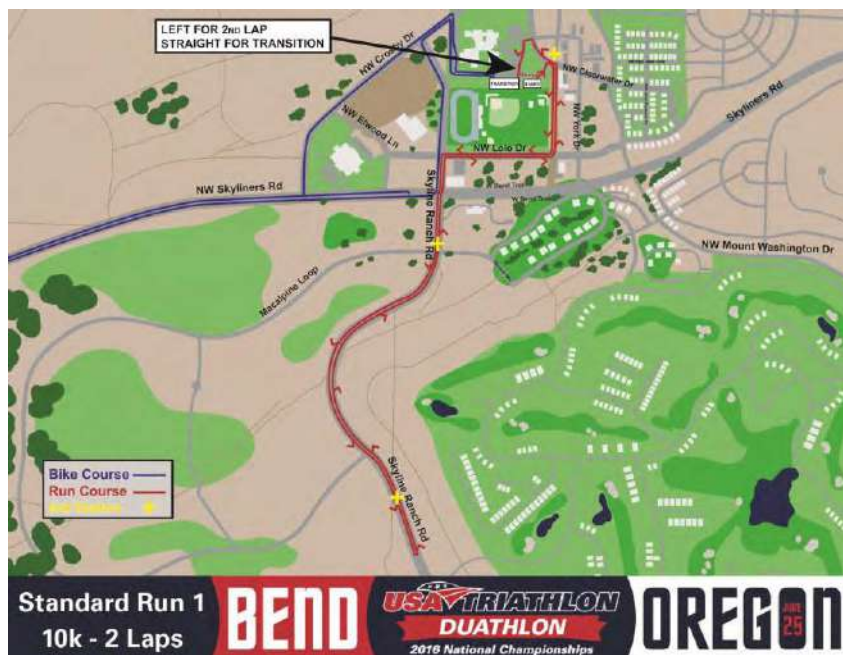 LEFT FOR 2ND LAP
STRAIGHT FOR TRANSITION
NW Crosby Dr
NW Clearwater Dr
TRANSITION
NW Elwood Ln
NW York Dr
Skyliners Rd
NW Lolo Dr
NW Skyliners Rd
Skyline Ranch Rd
NW Mount Washington Dr
Macalpine Loop
Skyline Ranch Rd
Bike Course
Run Course
Standard Run 1
10k - 2 Laps
BEND
USA TRIATHLON
DUATHLON
2016 National Championships
OREGON
JUNE
25